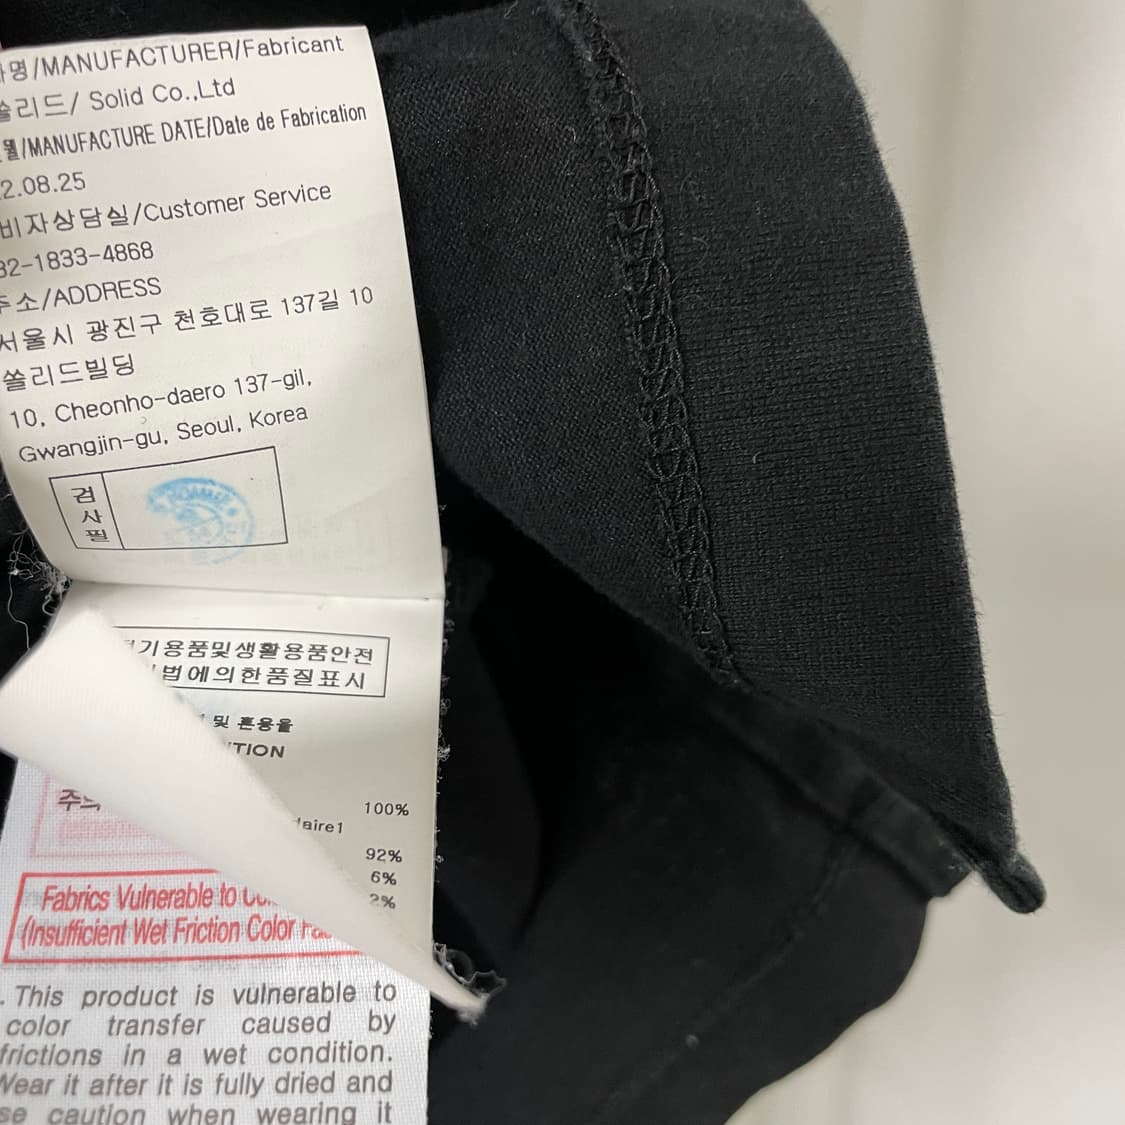 명/MANUFACTURER/Fabricant
쏠리드/ Solid Co.,Ltd
월/MANUFACTURE DATE/Date de Fabrication
2.08.25
비자상담실/Customer Service
82-1833-4868
주소/ADDRESS
서울시 광진구 천호대로 137길 10
쏠리드빌딩
10, Cheonho-daero 137-gil,
Gwangjin-gu, Seoul, Korea
검
사
필
기용품및생활용품안전
법에의한품질표시
및 혼용율
TION
100%
laire1
92%
6%
2%
주의
Fabrics Vulnerable to
(Insufficient Wet Friction Color
. This product is vulnerable to
color transfer caused by
frictions in a wet condition.
Wear it after it is fully dried and
se caution when wearing it